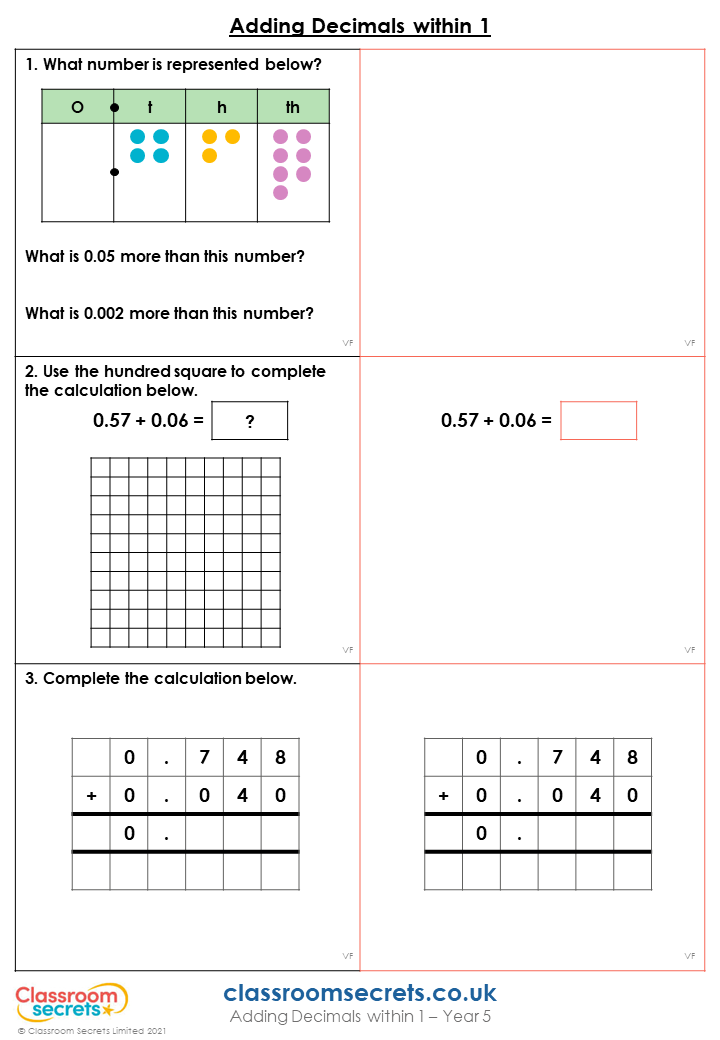 Adding Decimals within 1
1. What number is represented below?
O t h th
What is 0.05 more than this number?
What is 0.002 more than this number?
VF
VF
2. Use the hundred square to complete
the calculation below.
0.57 + 0.06 = ?
0.57 + 0.06 =
VF
VF
3. Complete the calculation below.
0 . 7 4 8
+ 0 . 0 4 0
0 .
0 . 7 4 8
+ 0 . 0 4 0
0 .
VF
VF
Classroom
secrets
© Classroom Secrets Limited 2021
classroomsecrets.co.uk
Adding Decimals within 1 – Year 5